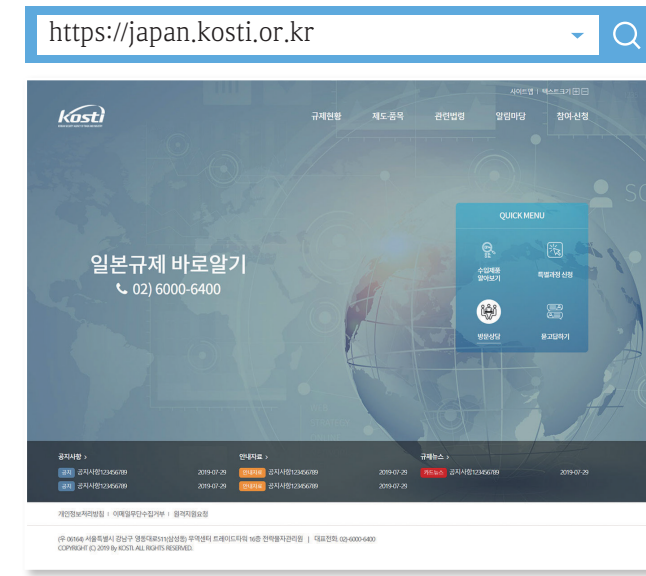 https://japan.kosti.or.kr
사이트맵 | 텍스트크기
kosti
규제현황 제도·품목 관련법령 알림마당 참여·신청
QUICK MENU
수입제품
알아보기
특별과정 신청
일본규제 바로알기
02) 6000-6400
방문상담
묻고답하기
공지사항 >
안내자료 >
규제뉴스 >
공지 공지사항123456789 2019-07-29
안내자료 공지사항123456789 2019-07-29
카드뉴스 공지사항123456789 2019-07-29
공지 공지사항123456789 2019-07-29
안내자료 공지사항123456789 2019-07-29
개인정보처리방침 | 이메일무단수집거부 | 원격지원요청
(우 06164) 서울특별시 강남구 영동대로511(삼성동) 무역센터 트레이드타워 16층 전략물자관리원 | 대표전화. 02)-6000-6400
COPYRIGHT (C) 2019 By KOSTI. ALL RIGHTS RESERVED.